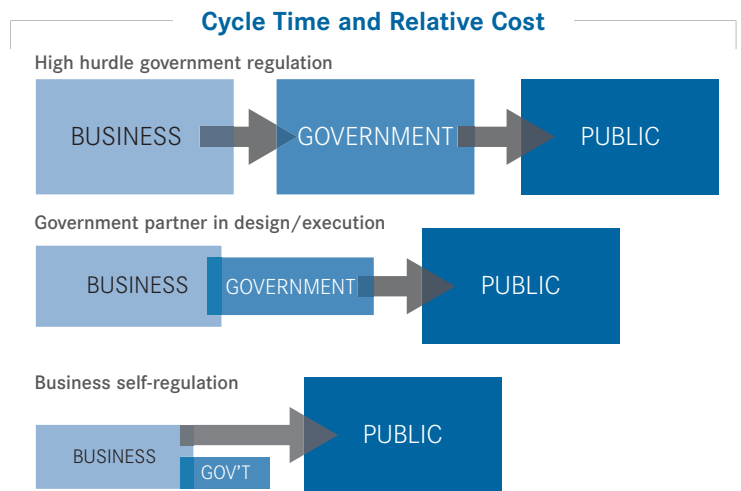 Cycle Time and Relative Cost
High hurdle government regulation
BUSINESS
GOVERNMENT
PUBLIC
Government partner in design/execution
BUSINESS
GOVERNMENT
PUBLIC
Business self-regulation
BUSINESS
GOV'T
PUBLIC